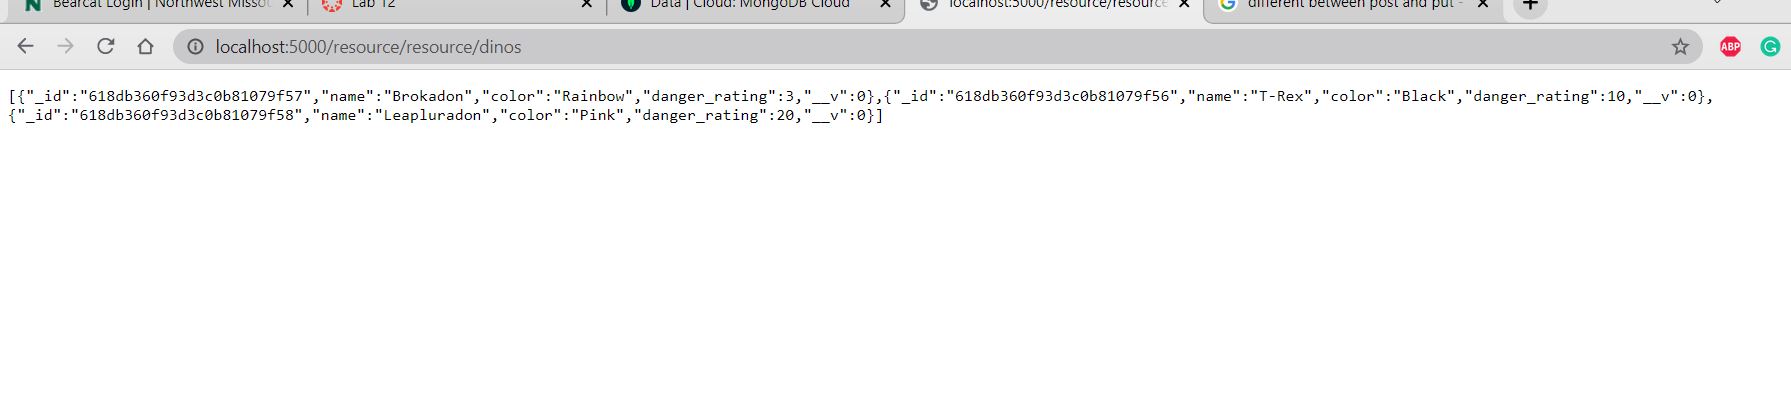 Bearcat Login | Northwest Misso
Lab 12
Data | Cloud: MongoDB Cloud
localhost:5000/resource/resource
different between post and put -
localhost:5000/resource/resource/dinos
ABP
[{"_id":"618db360f93d3c0b81079f57","name":"Brokadon","color":"Rainbow","danger_rating":3,"__v":0},{"_id":"618db360f93d3c0b81079f56","name":"T-Rex","color":"Black","danger_rating":10,"__v":0},
{"_id":"618db360f93d3c0b81079f58","name":"Leapluradon","color":"Pink","danger_rating":20,"__v":0}]